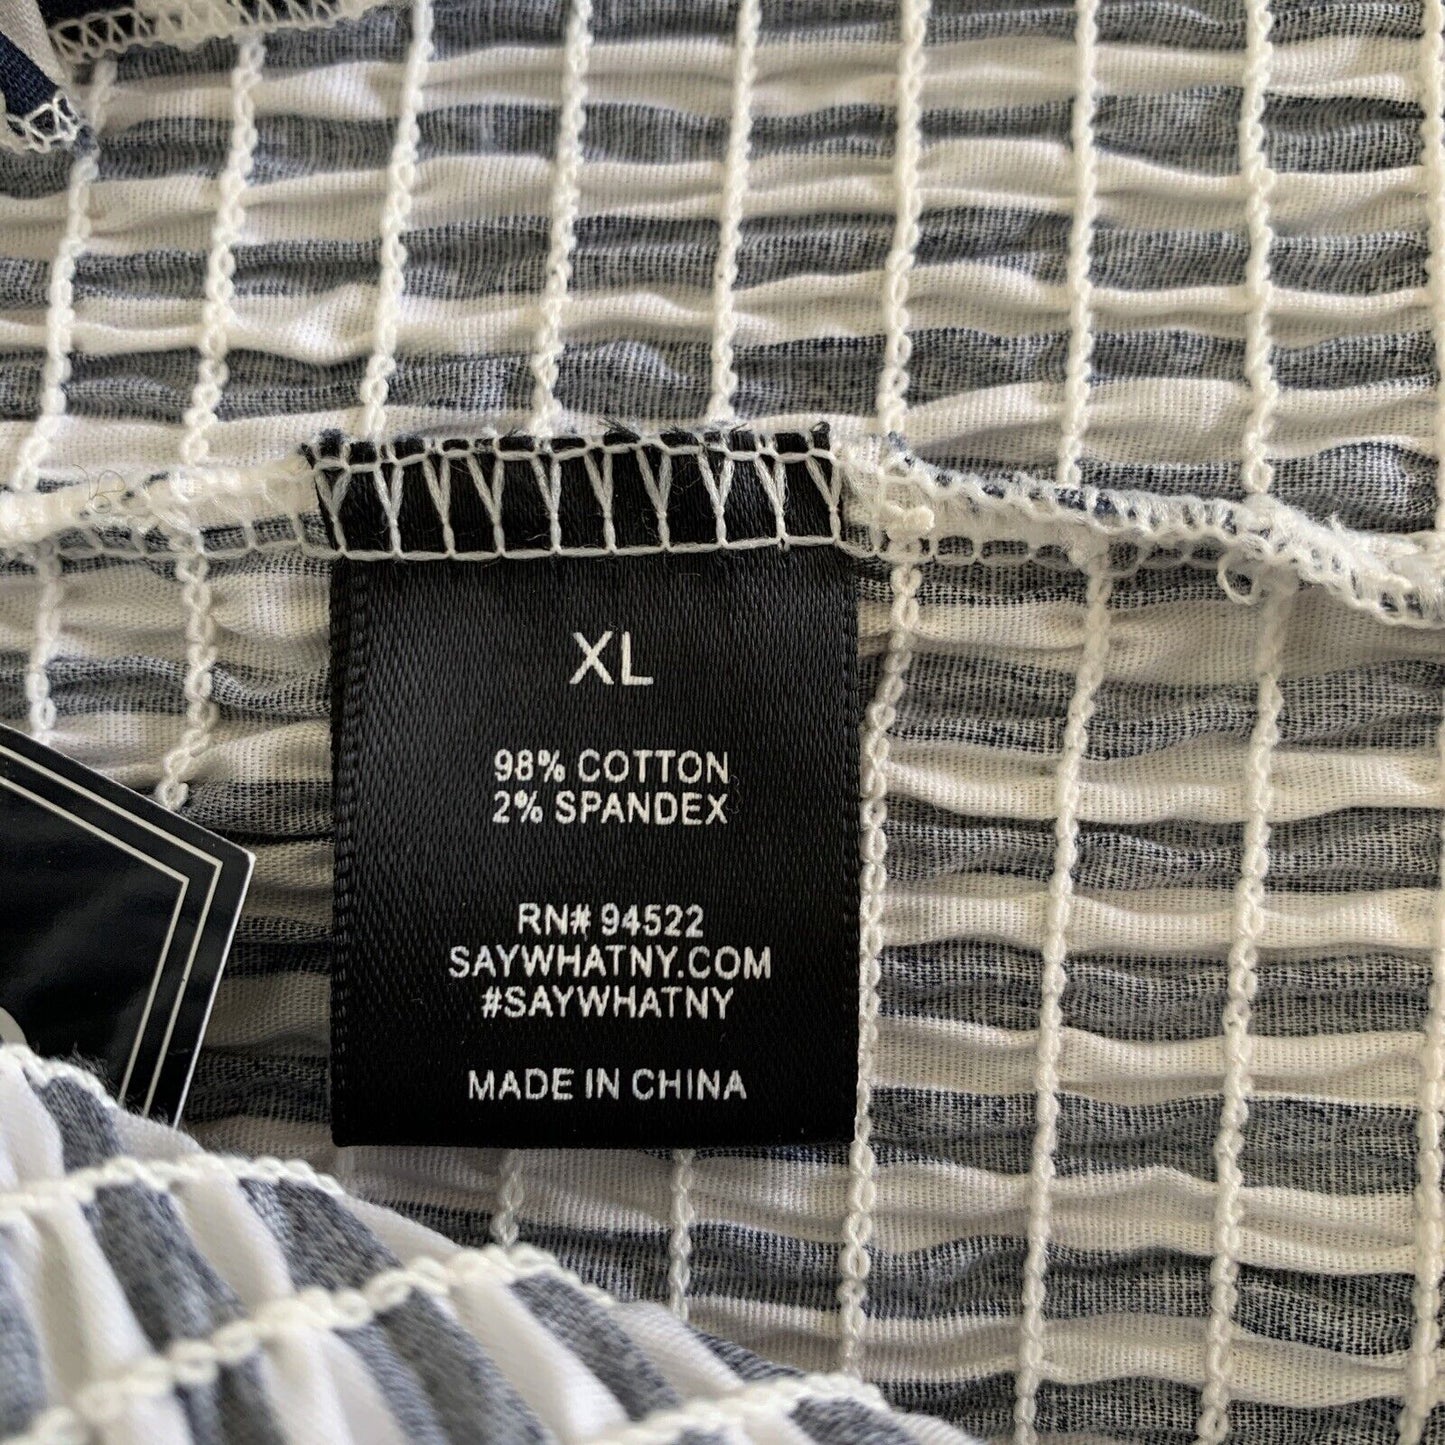 XL
98% COTTON
2% SPANDEX
RN# 94522
SAYWHATNY.COM
#SAYWHATNY
MADE IN CHINA